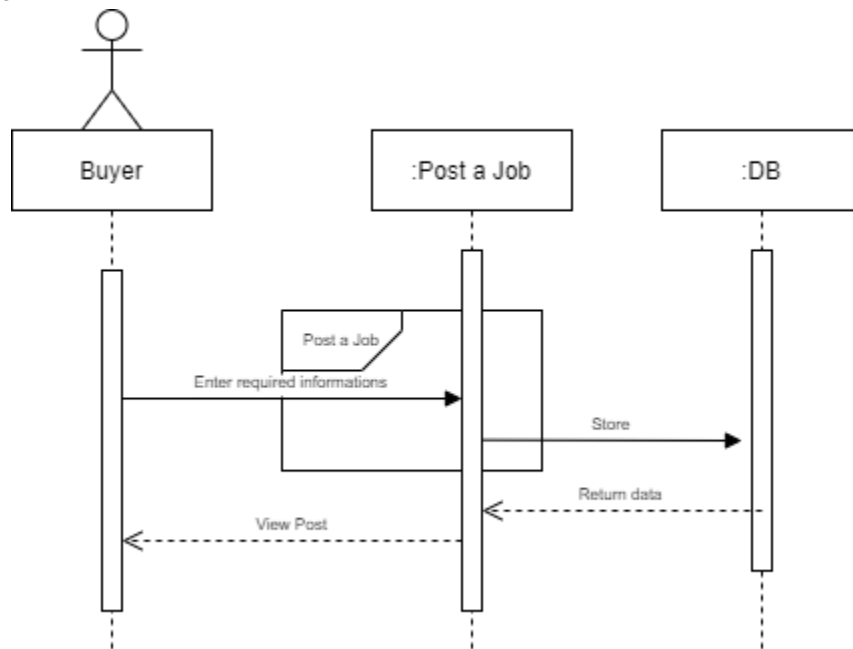 Buyer
:Post a Job
:DB
Post a Job
Enter required informations
Store
Return data
View Post